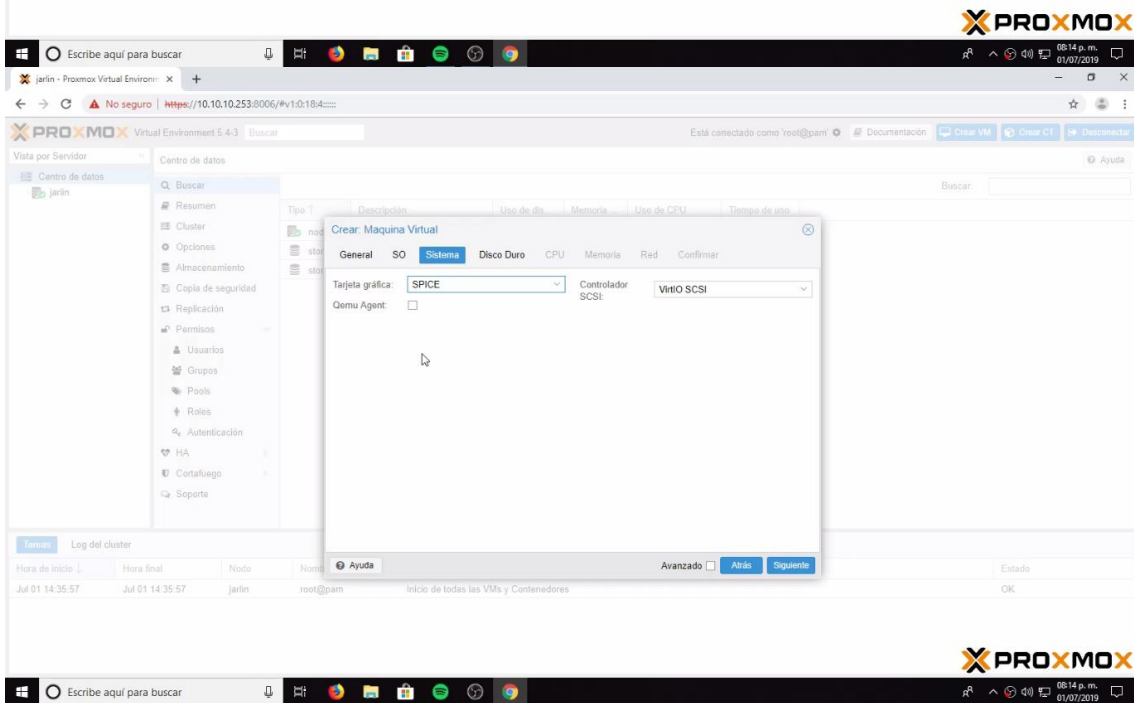 PROXMOX
Escribe aquí para buscar
08:14 p. m.
01/07/2019
jarlin - Proxmox Virtual Environm
No seguro | https://10.10.10.253:8006/#v1:0:18:4::::::
PROXMOX Virtual Environment 5.4-3 Buscar
Está conectado como 'root@pam' Documentación Crear VM Crear CT Desconectar
Vista por Servidor
Centro de datos
Ayuda
Centro de datos
jarlin
Buscar
Buscar:
Resumen
Tipo Descripción Uso de dis... Memoria ... Uso de CPU Tiempo de uso
Cluster
Opciones
Almacenamiento
Copia de seguridad
Replicación
Permisos
Usuarios
Grupos
Pools
Roles
Autenticación
HA
Cortafuego
Soporte
Crear: Maquina Virtual
General SO Sistema Disco Duro CPU Memoria Red Confirmar
Tarjeta gráfica: SPICE
Controlador SCSI: VirtIO SCSI
Qemu Agent:
Ayuda Avanzado Atrás Siguiente
Tareas Log del cluster
Hora de inicio Hora final Nodo Estado
Jul 01 14:35:57 Jul 01 14:35:57 jarlin root@pam Inicio de todas las VMs y Contenedores OK
PROXMOX
Escribe aquí para buscar
08:14 p. m.
01/07/2019